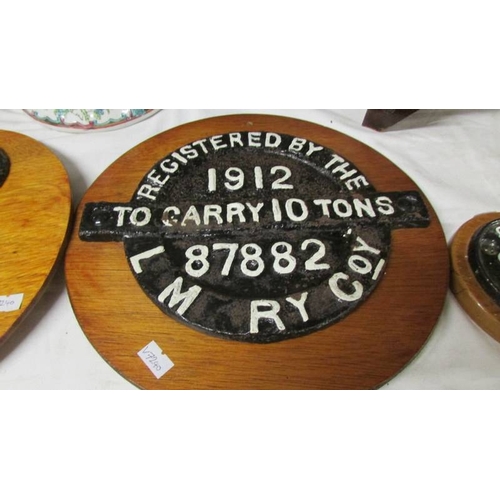 REGISTERED BY THE
1912
TO CARRY 10 TONS
87882
L M RY Coy